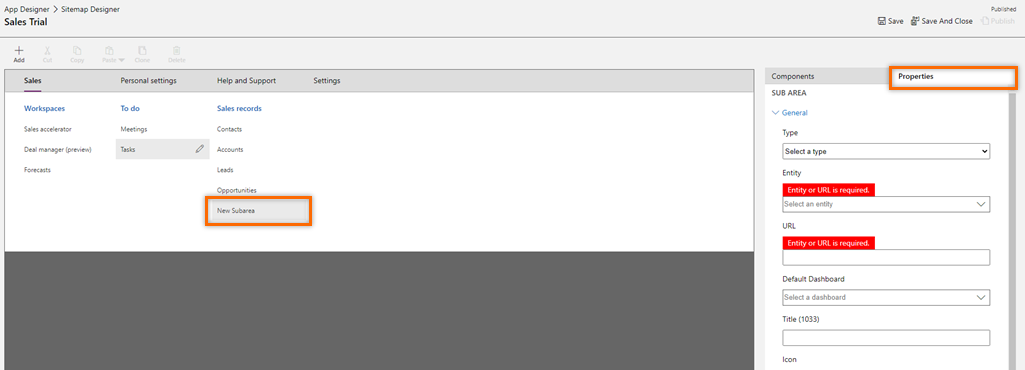 App Designer > Sitemap Designer
Published
Sales Trial
Save
Save And Close
Publish
Add
Cut
Copy
Paste
Clone
Delete
Sales
Personal settings
Help and Support
Settings
Workspaces
To do
Sales records
Sales accelerator
Meetings
Contacts
Deal manager (preview)
Tasks
Accounts
Forecasts
Leads
Opportunities
New Subarea
Components
Properties
SUB AREA
General
Type
Select a type
Entity
Entity or URL is required.
Select an entity
URL
Entity or URL is required.
Default Dashboard
Select a dashboard
Title (1033)
Icon